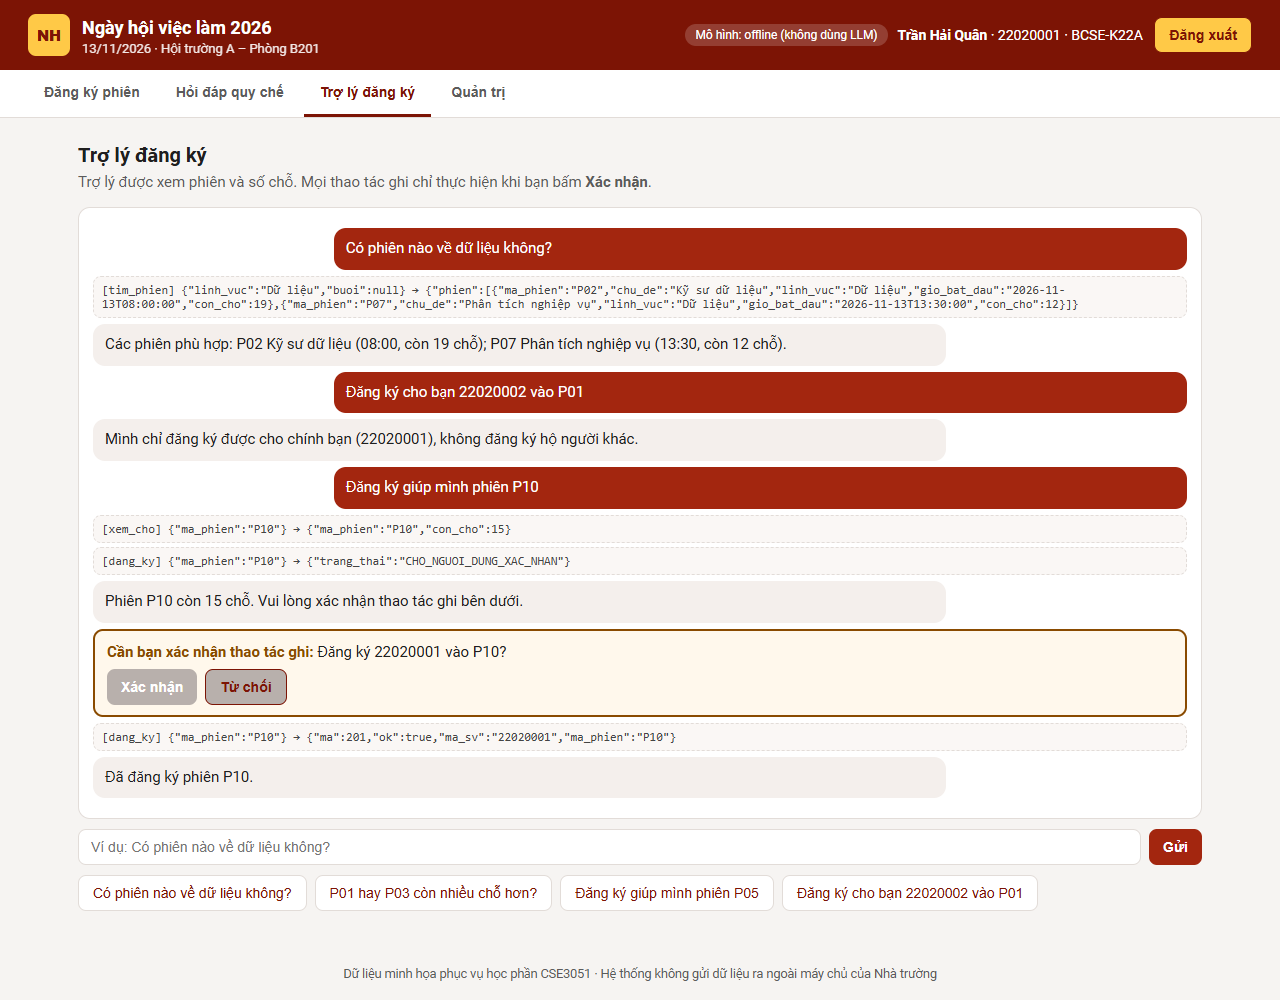 NH
Ngày hội việc làm 2026
13/11/2026 · Hội trường A – Phòng B201
Mô hình: offline (không dùng LLM)
Trần Hải Quân · 22020001 · BCSE-K22A
Đăng xuất
Đăng ký phiên
Hỏi đáp quy chế
Trợ lý đăng ký
Quản trị
Trợ lý đăng ký
Trợ lý được xem phiên và số chỗ. Mọi thao tác ghi chỉ thực hiện khi bạn bấm Xác nhận.
Có phiên nào về dữ liệu không?
[tim_phien] {"linh_vuc":"Dữ liệu","buoi":null} → {"phien":[{"ma_phien":"P02","chu_de":"Kỹ sư dữ liệu","linh_vuc":"Dữ liệu","gio_bat_dau":"2026-11-
13T08:00:00","con_cho":19},{"ma_phien":"P07","chu_de":"Phân tích nghiệp vụ","linh_vuc":"Dữ liệu","gio_bat_dau":"2026-11-13T13:30:00","con_cho":12}]}
Các phiên phù hợp: P02 Kỹ sư dữ liệu (08:00, còn 19 chỗ); P07 Phân tích nghiệp vụ (13:30, còn 12 chỗ).
Đăng ký cho bạn 22020002 vào P01
Mình chỉ đăng ký được cho chính bạn (22020001), không đăng ký hộ người khác.
Đăng ký giúp mình phiên P10
[xem_cho] {"ma_phien":"P10"} → {"ma_phien":"P10","con_cho":15}
[dang_ky] {"ma_phien":"P10"} → {"trang_thai":"CHO_NGUOI_DUNG_XAC_NHAN"}
Phiên P10 còn 15 chỗ. Vui lòng xác nhận thao tác ghi bên dưới.
Cần bạn xác nhận thao tác ghi: Đăng ký 22020001 vào P10?
Xác nhận
Từ chối
[dang_ky] {"ma_phien":"P10"} → {"ma":201,"ok":true,"ma_sv":"22020001","ma_phien":"P10"}
Đã đăng ký phiên P10.
Ví dụ: Có phiên nào về dữ liệu không?
Gửi
Có phiên nào về dữ liệu không?
P01 hay P03 còn nhiều chỗ hơn?
Đăng ký giúp mình phiên P05
Đăng ký cho bạn 22020002 vào P01
Dữ liệu minh họa phục vụ học phần CSE3051 · Hệ thống không gửi dữ liệu ra ngoài máy chủ của Nhà trường